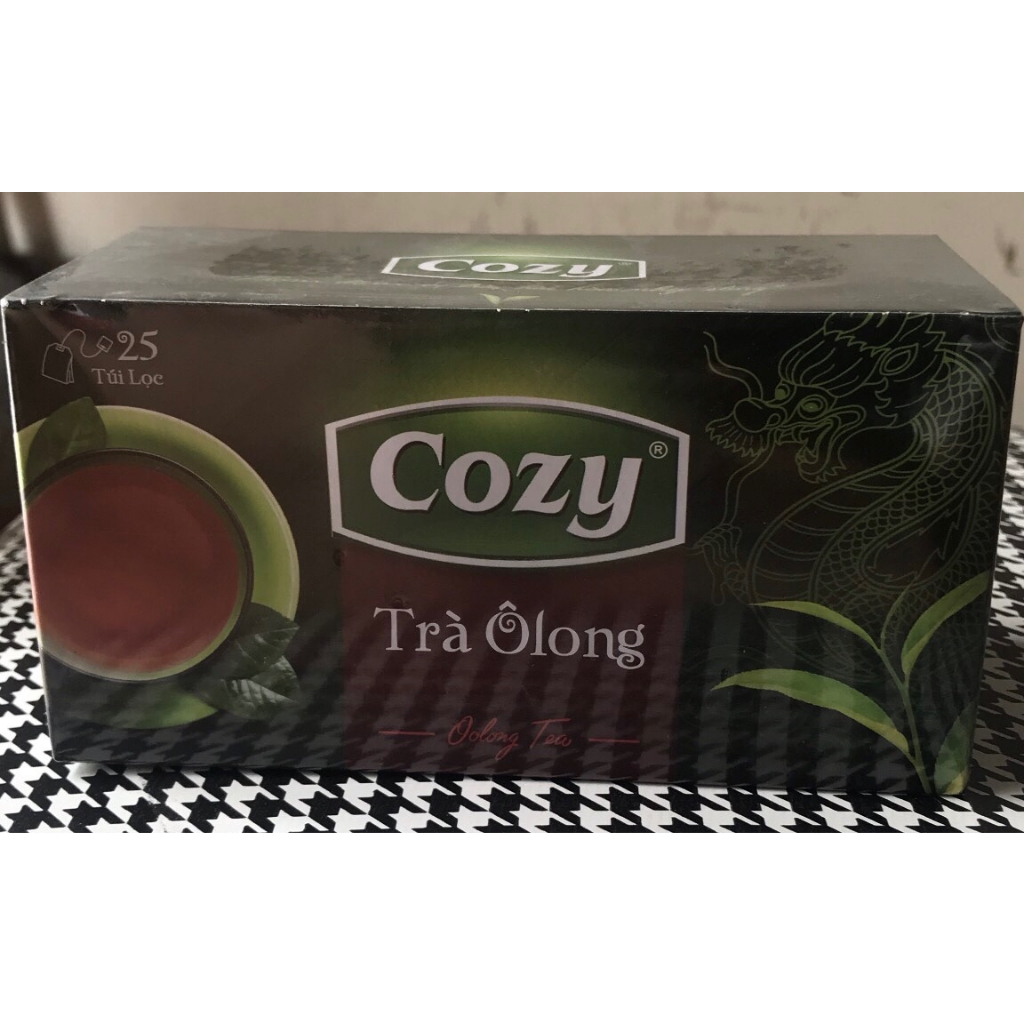 Cozy
25
Túi Lọc
Cozy®
Trà Ôlong
Oolong Tea